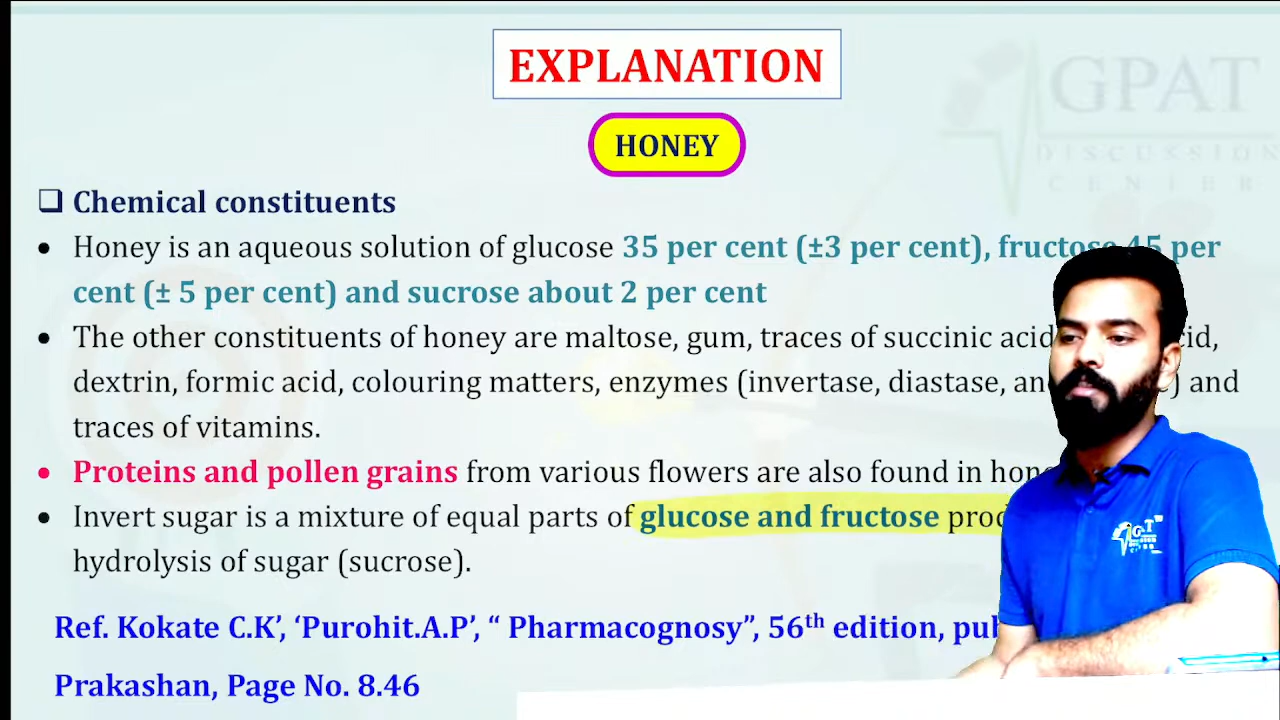 EXPLANATION
GPAT
DISCUSSION
CENTER
HONEY
❑ Chemical constituents
• Honey is an aqueous solution of glucose 35 per cent (±3 per cent), fructose 45 per
cent (± 5 per cent) and sucrose about 2 per cent
• The other constituents of honey are maltose, gum, traces of succinic acid
dextrin, formic acid, colouring matters, enzymes (invertase, diastase, and
traces of vitamins.
• Proteins and pollen grains from various flowers are also found in
• Invert sugar is a mixture of equal parts of glucose and fructose
hydrolysis of sugar (sucrose).
Ref. Kokate C.K’, ‘Purohit.A.P’, “ Pharmacognosy”, 56th edition,
Prakashan, Page No. 8.46